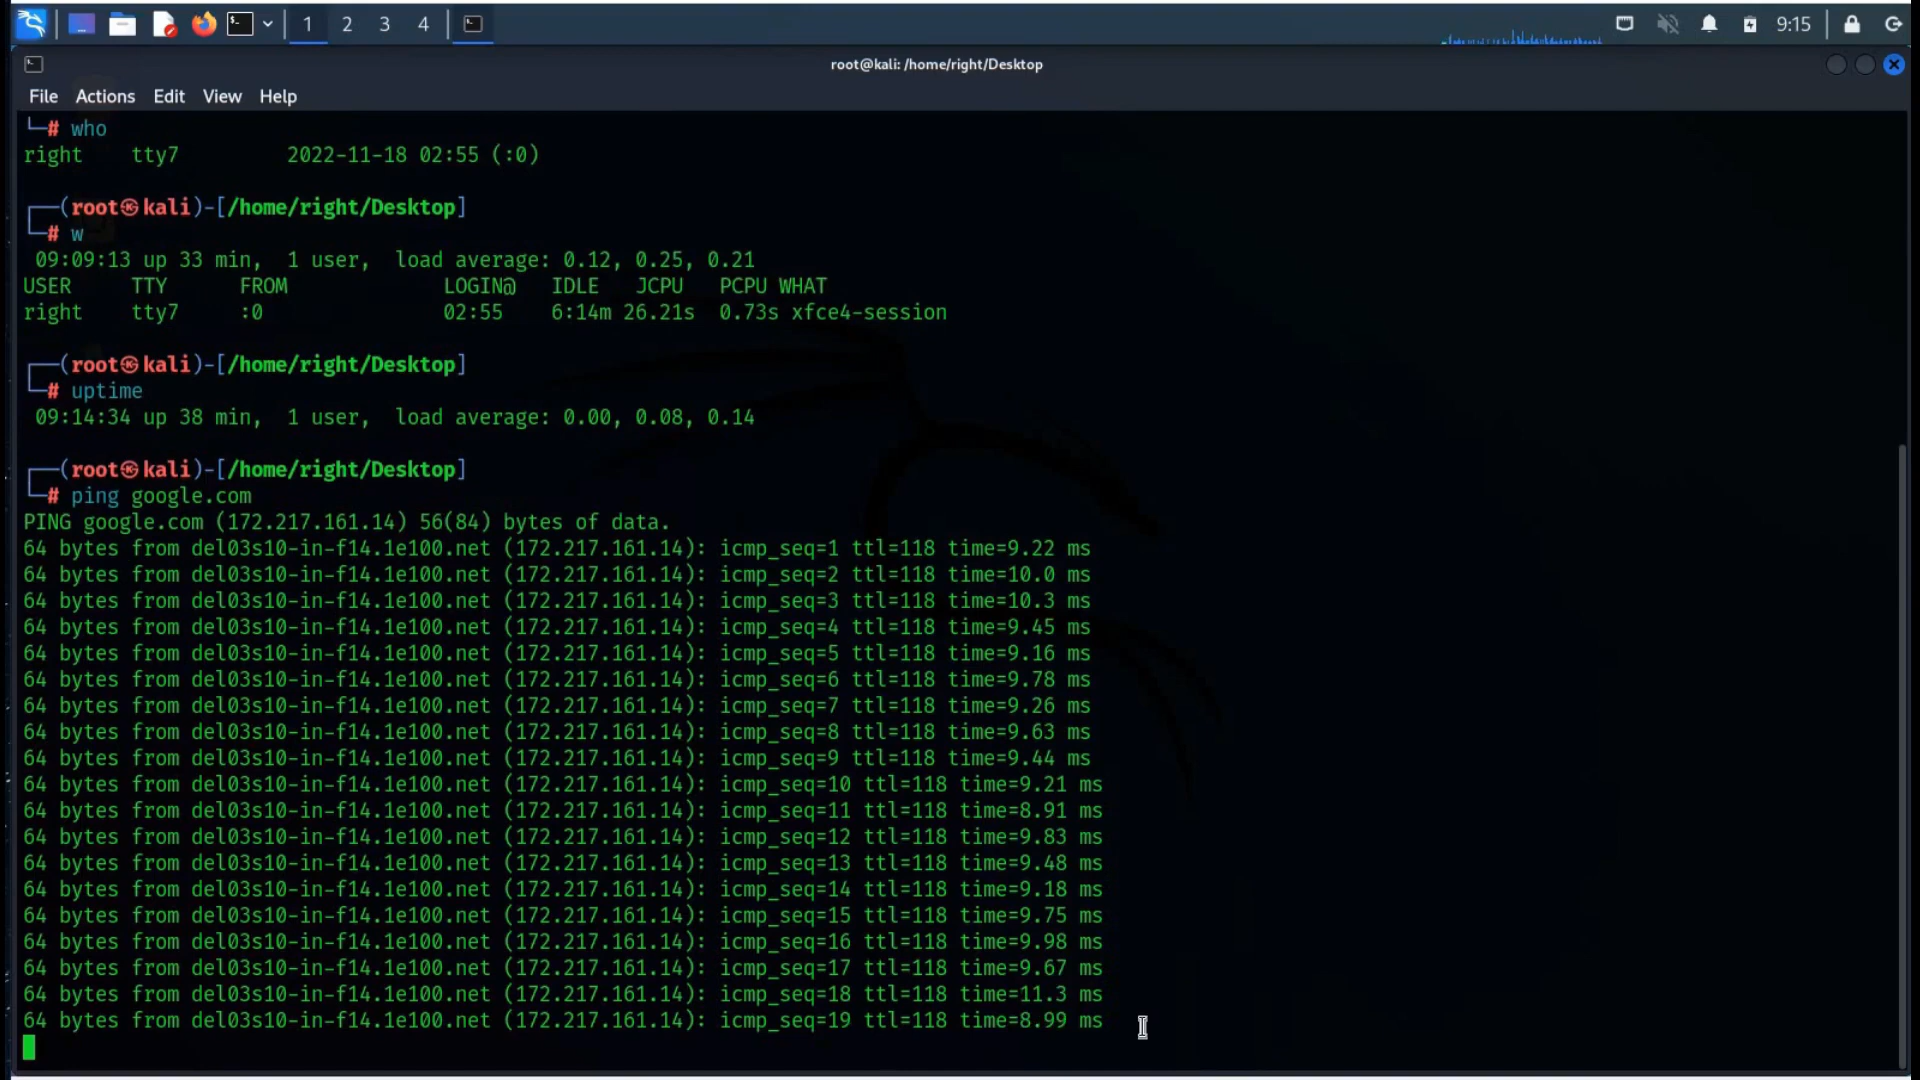 1 2 3 4 9:15
root@kali: /home/right/Desktop
File Actions Edit View Help
└─# who
right    tty7         2022-11-18 02:55 (:0)
┌──(root㉿kali)-[/home/right/Desktop]
└─# w
 09:09:13 up 33 min,  1 user,  load average: 0.12, 0.25, 0.21
USER     TTY      FROM             LOGIN@   IDLE   JCPU   PCPU WHAT
right    tty7     :0               02:55    6:14m 26.21s  0.73s xfce4-session
┌──(root㉿kali)-[/home/right/Desktop]
└─# uptime
 09:14:34 up 38 min,  1 user,  load average: 0.00, 0.08, 0.14
┌──(root㉿kali)-[/home/right/Desktop]
└─# ping google.com
PING google.com (172.217.161.14) 56(84) bytes of data.
64 bytes from del03s10-in-f14.1e100.net (172.217.161.14): icmp_seq=1 ttl=118 time=9.22 ms
64 bytes from del03s10-in-f14.1e100.net (172.217.161.14): icmp_seq=2 ttl=118 time=10.0 ms
64 bytes from del03s10-in-f14.1e100.net (172.217.161.14): icmp_seq=3 ttl=118 time=10.3 ms
64 bytes from del03s10-in-f14.1e100.net (172.217.161.14): icmp_seq=4 ttl=118 time=9.45 ms
64 bytes from del03s10-in-f14.1e100.net (172.217.161.14): icmp_seq=5 ttl=118 time=9.16 ms
64 bytes from del03s10-in-f14.1e100.net (172.217.161.14): icmp_seq=6 ttl=118 time=9.78 ms
64 bytes from del03s10-in-f14.1e100.net (172.217.161.14): icmp_seq=7 ttl=118 time=9.26 ms
64 bytes from del03s10-in-f14.1e100.net (172.217.161.14): icmp_seq=8 ttl=118 time=9.63 ms
64 bytes from del03s10-in-f14.1e100.net (172.217.161.14): icmp_seq=9 ttl=118 time=9.44 ms
64 bytes from del03s10-in-f14.1e100.net (172.217.161.14): icmp_seq=10 ttl=118 time=9.21 ms
64 bytes from del03s10-in-f14.1e100.net (172.217.161.14): icmp_seq=11 ttl=118 time=8.91 ms
64 bytes from del03s10-in-f14.1e100.net (172.217.161.14): icmp_seq=12 ttl=118 time=9.83 ms
64 bytes from del03s10-in-f14.1e100.net (172.217.161.14): icmp_seq=13 ttl=118 time=9.48 ms
64 bytes from del03s10-in-f14.1e100.net (172.217.161.14): icmp_seq=14 ttl=118 time=9.18 ms
64 bytes from del03s10-in-f14.1e100.net (172.217.161.14): icmp_seq=15 ttl=118 time=9.75 ms
64 bytes from del03s10-in-f14.1e100.net (172.217.161.14): icmp_seq=16 ttl=118 time=9.98 ms
64 bytes from del03s10-in-f14.1e100.net (172.217.161.14): icmp_seq=17 ttl=118 time=9.67 ms
64 bytes from del03s10-in-f14.1e100.net (172.217.161.14): icmp_seq=18 ttl=118 time=11.3 ms
64 bytes from del03s10-in-f14.1e100.net (172.217.161.14): icmp_seq=19 ttl=118 time=8.99 ms